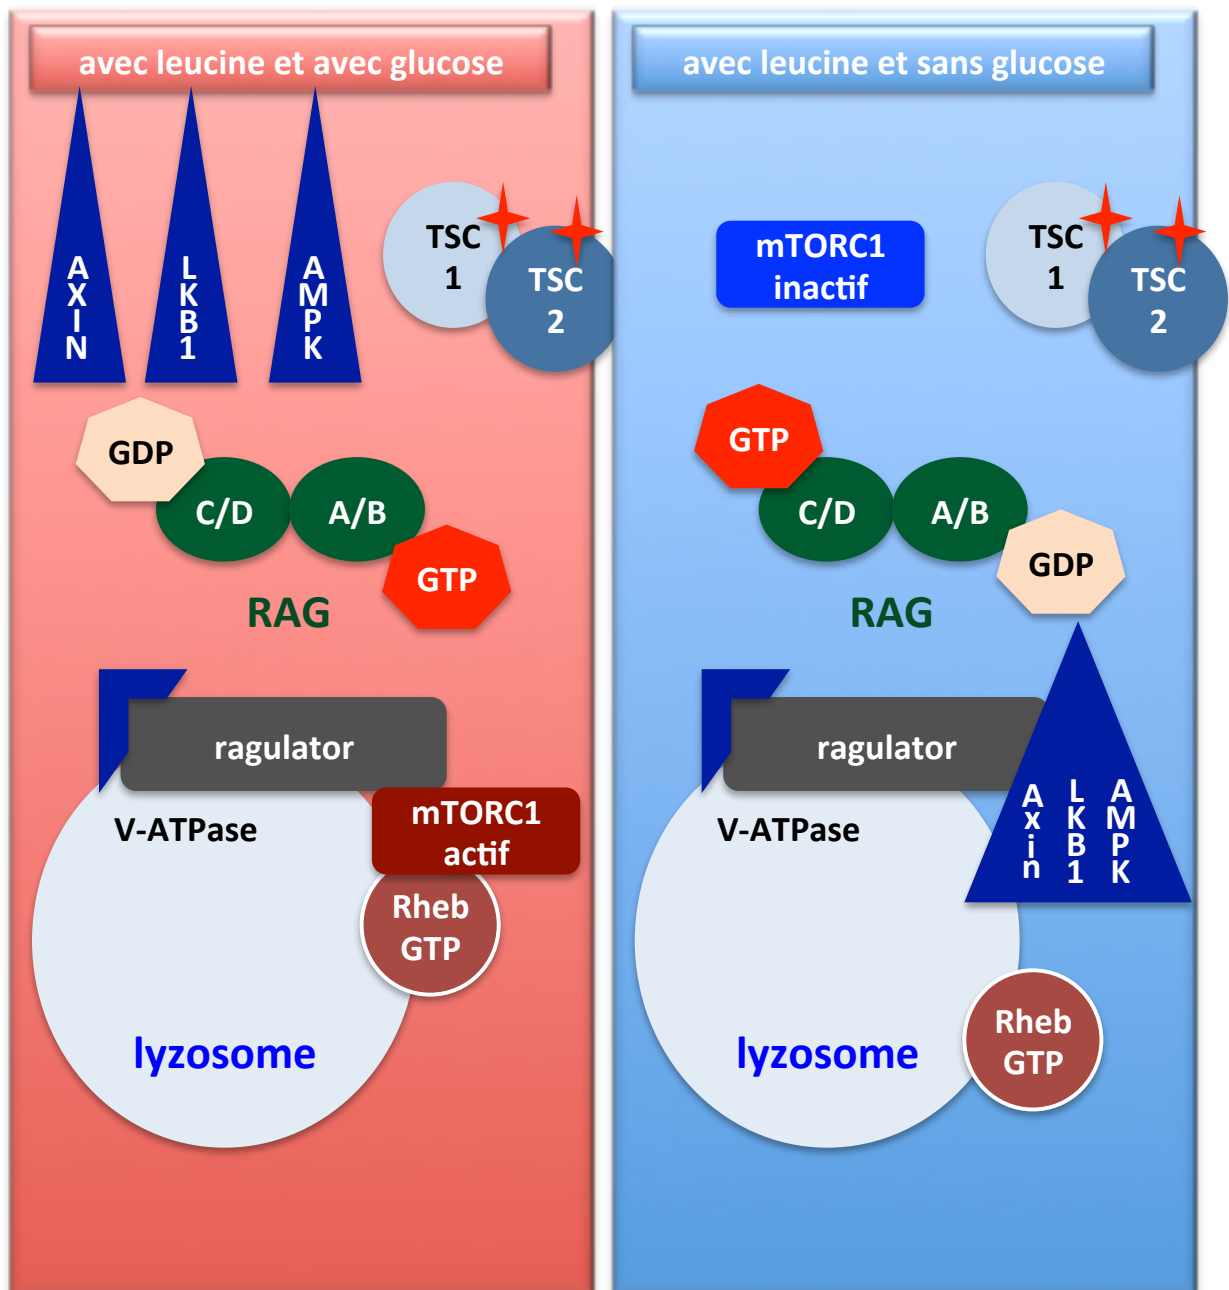 avec leucine et avec glucose
AXIN
LKB1
AMPK
TSC
1
TSC
2
GDP
C/D
A/B
GTP
RAG
ragulator
V-ATPase
mTORC1
actif
Rheb
GTP
lyzosome
avec leucine et sans glucose
mTORC1
inactif
TSC
1
TSC
2
GTP
C/D
A/B
GDP
RAG
ragulator
V-ATPase
Axin
LKB1
AMPK
Rheb
GTP
lyzosome